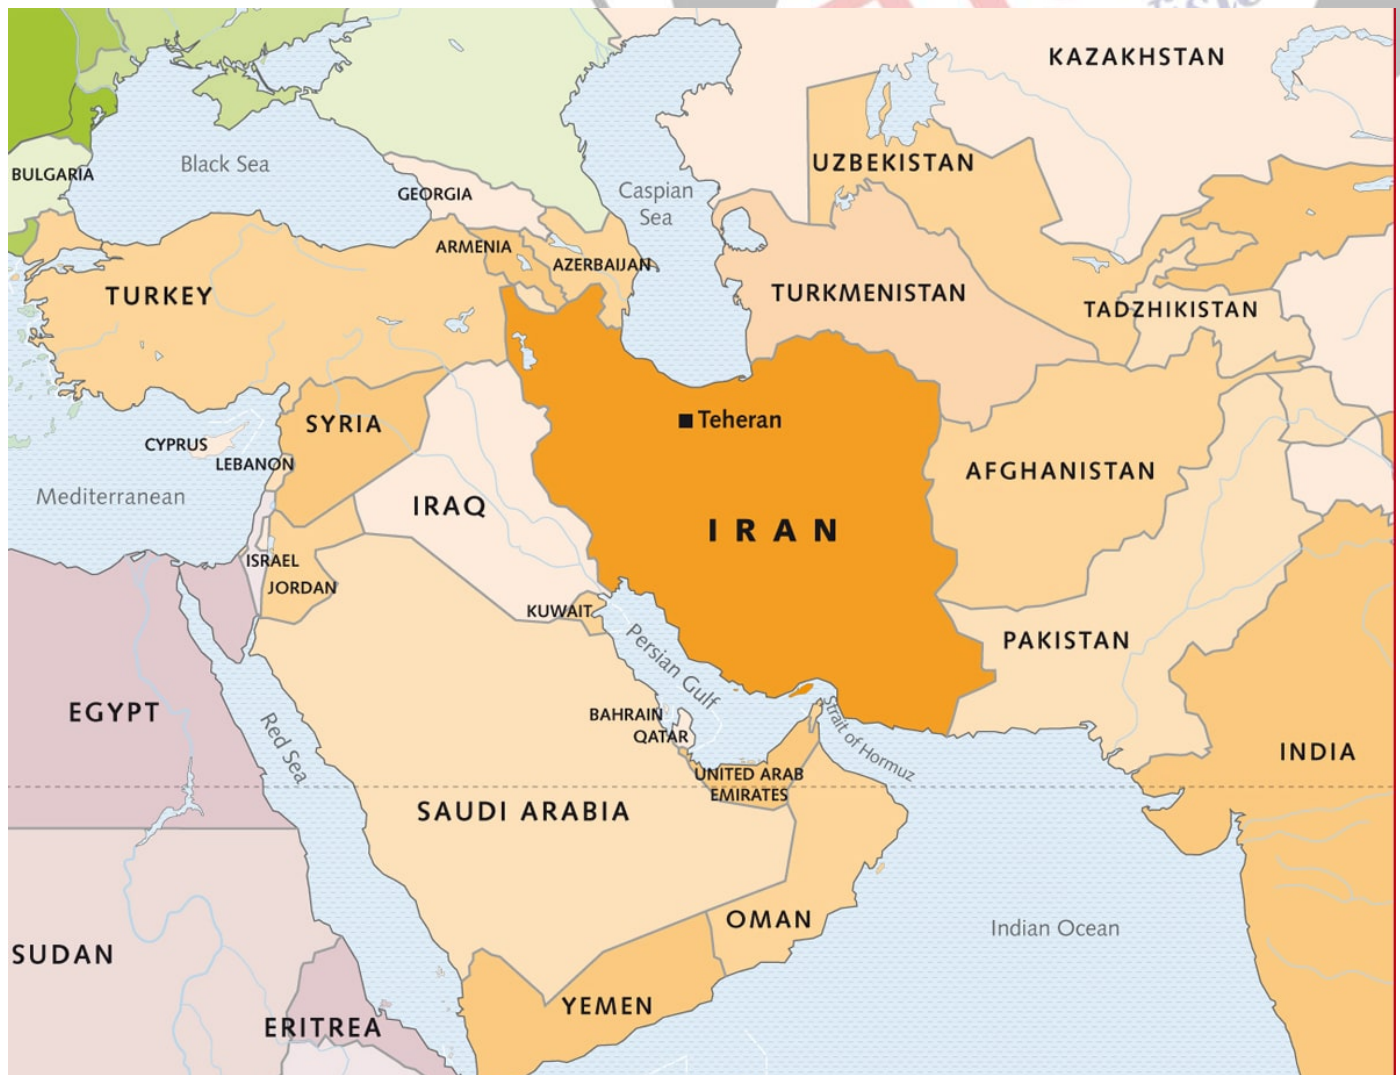 KAZAKHSTAN
UZBEKISTAN
Black Sea
BULGARIA
GEORGIA
Caspian
Sea
ARMENIA
AZERBAIJAN
TURKEY
TURKMENISTAN
TADZHIKISTAN
Teheran
SYRIA
CYPRUS
LEBANON
AFGHANISTAN
Mediterranean
IRAQ
IRAN
ISRAEL
JORDAN
KUWAIT
PAKISTAN
Persian Gulf
EGYPT
BAHRAIN
QATAR
Strait of Hormuz
Red Sea
INDIA
UNITED ARAB
EMIRATES
SAUDI ARABIA
OMAN
Indian Ocean
SUDAN
YEMEN
ERITREA